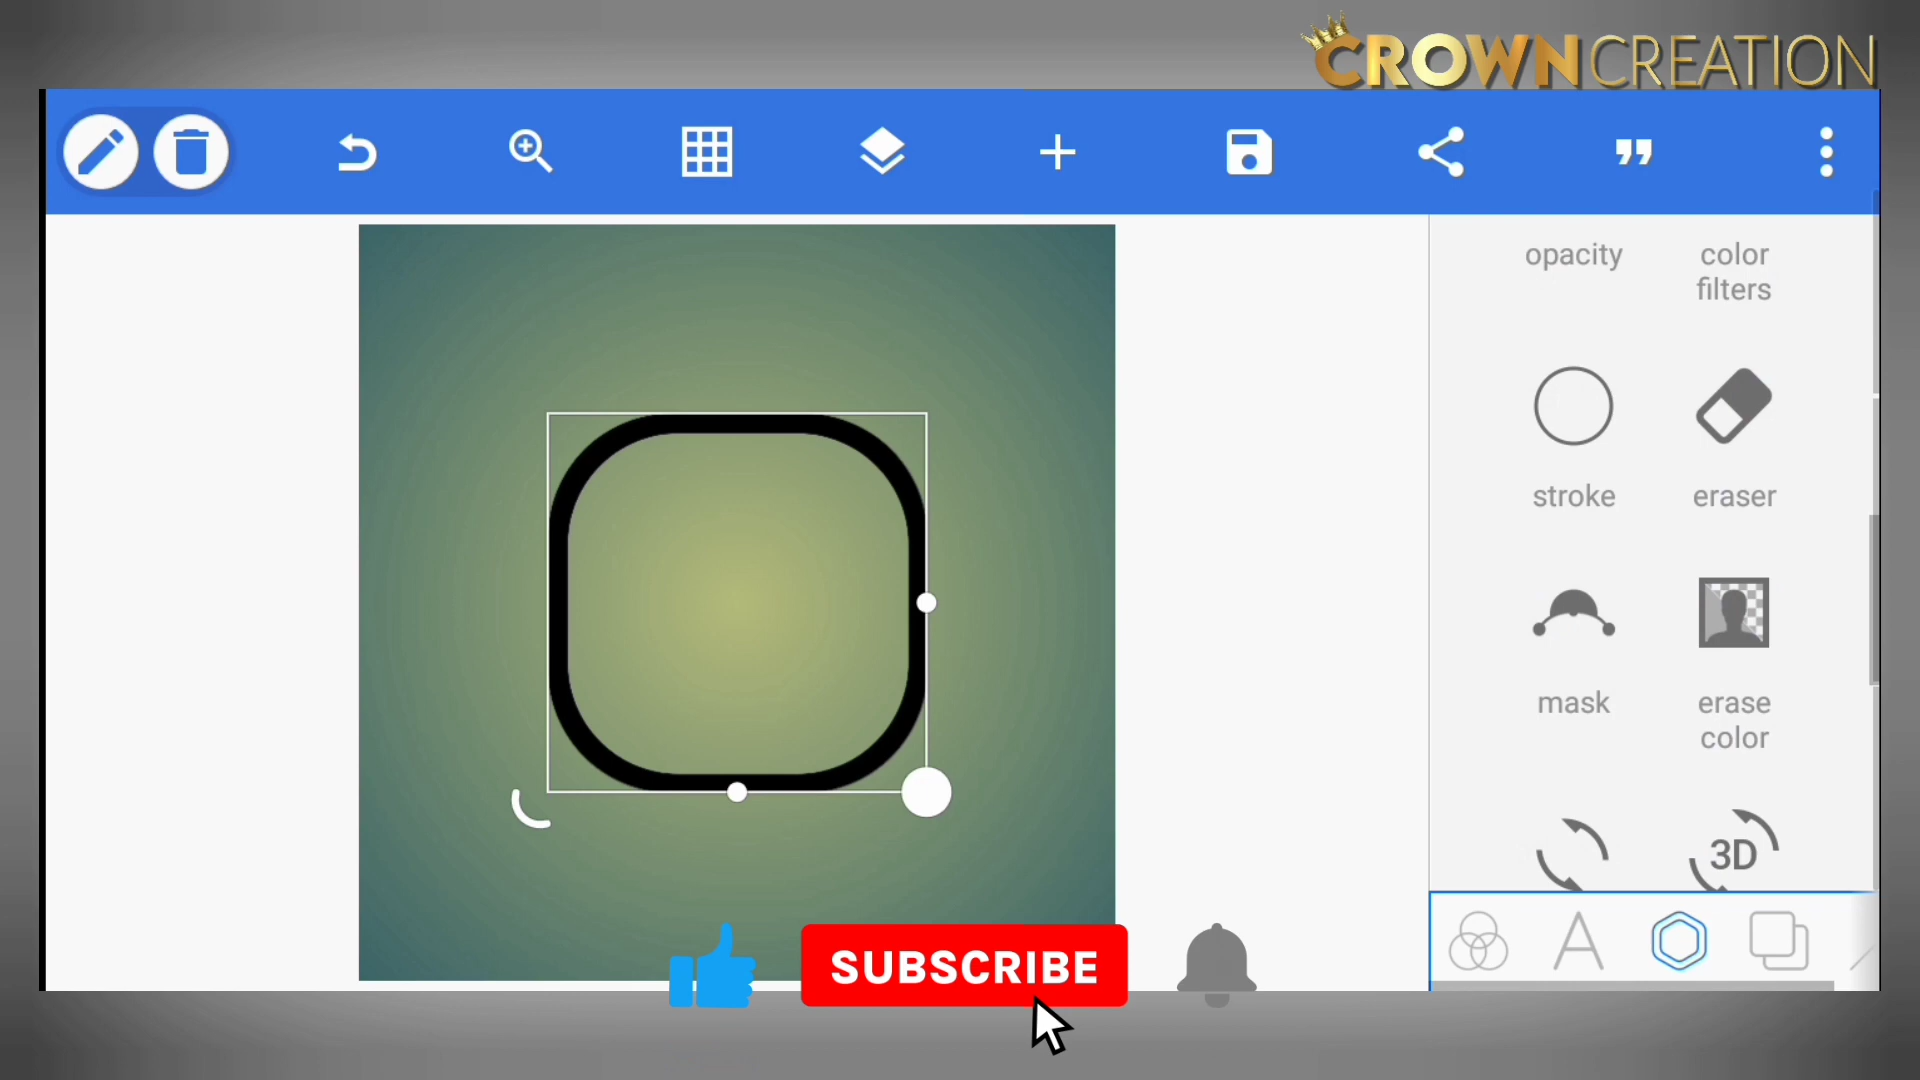 CROWNCREATION
opacity
color
filters
stroke
eraser
mask
erase
color
3D
A
SUBSCRIBE